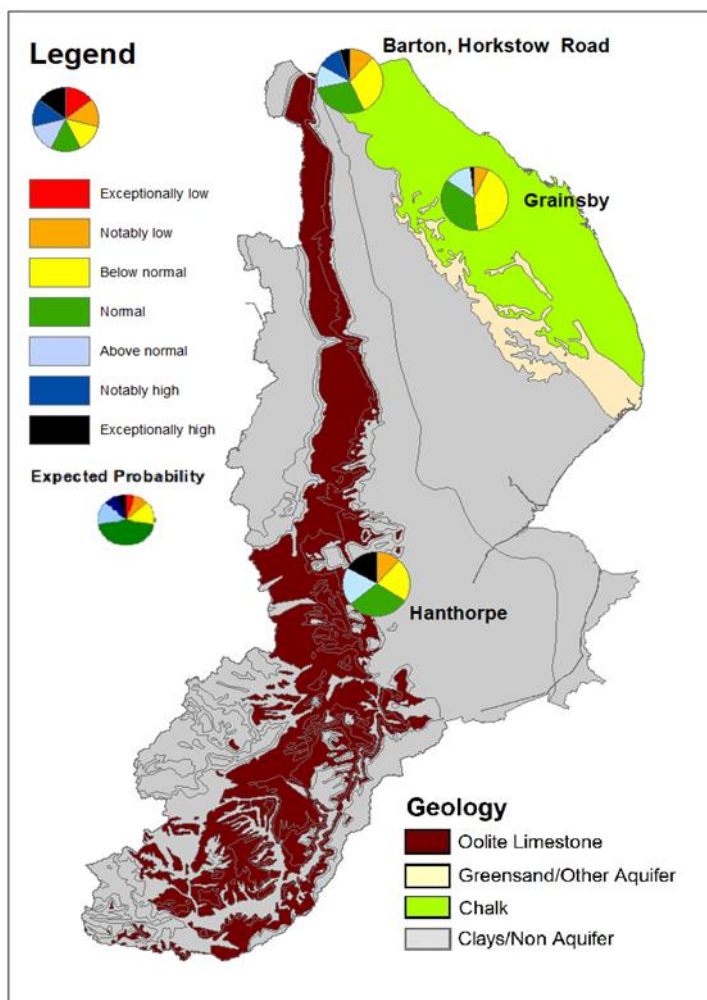 Legend
Exceptionally low
Notably low
Below normal
Normal
Above normal
Notably high
Exceptionally high
Expected Probability
Barton, Horkstow Road
Grainsby
Hanthorpe
Geology
Oolite Limestone
Greensand/Other Aquifer
Chalk
Clays/Non Aquifer